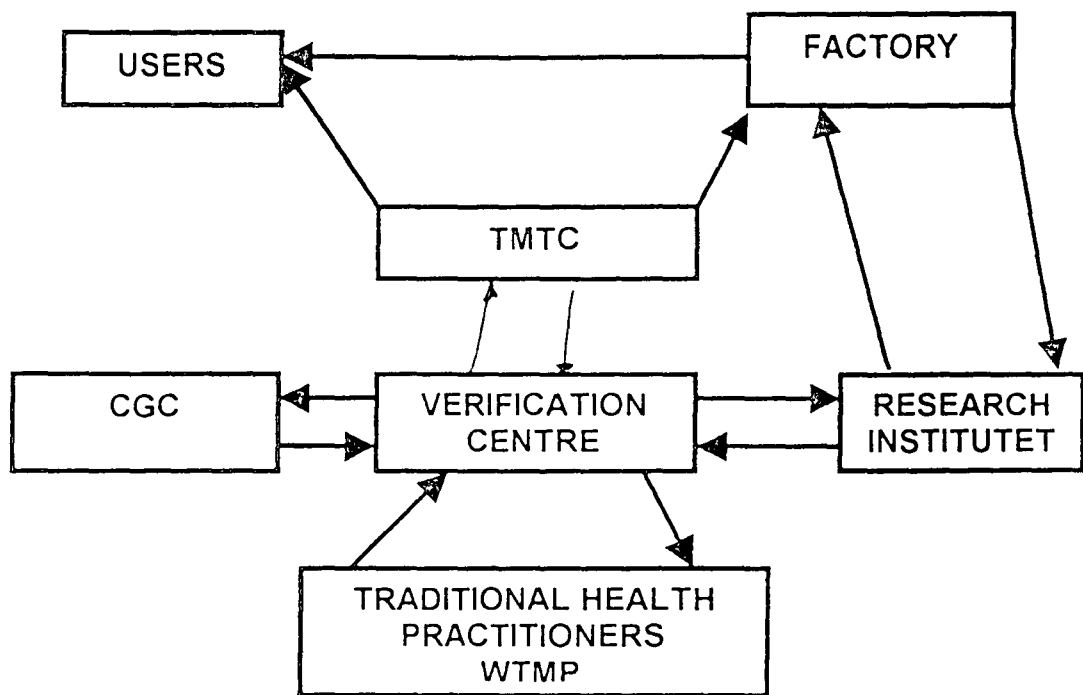 USERS
FACTORY
TMTC
CGC
VERIFICATION
CENTRE
RESEARCH
INSTITUTET
TRADITIONAL HEALTH
PRACTITIONERS
WTMP